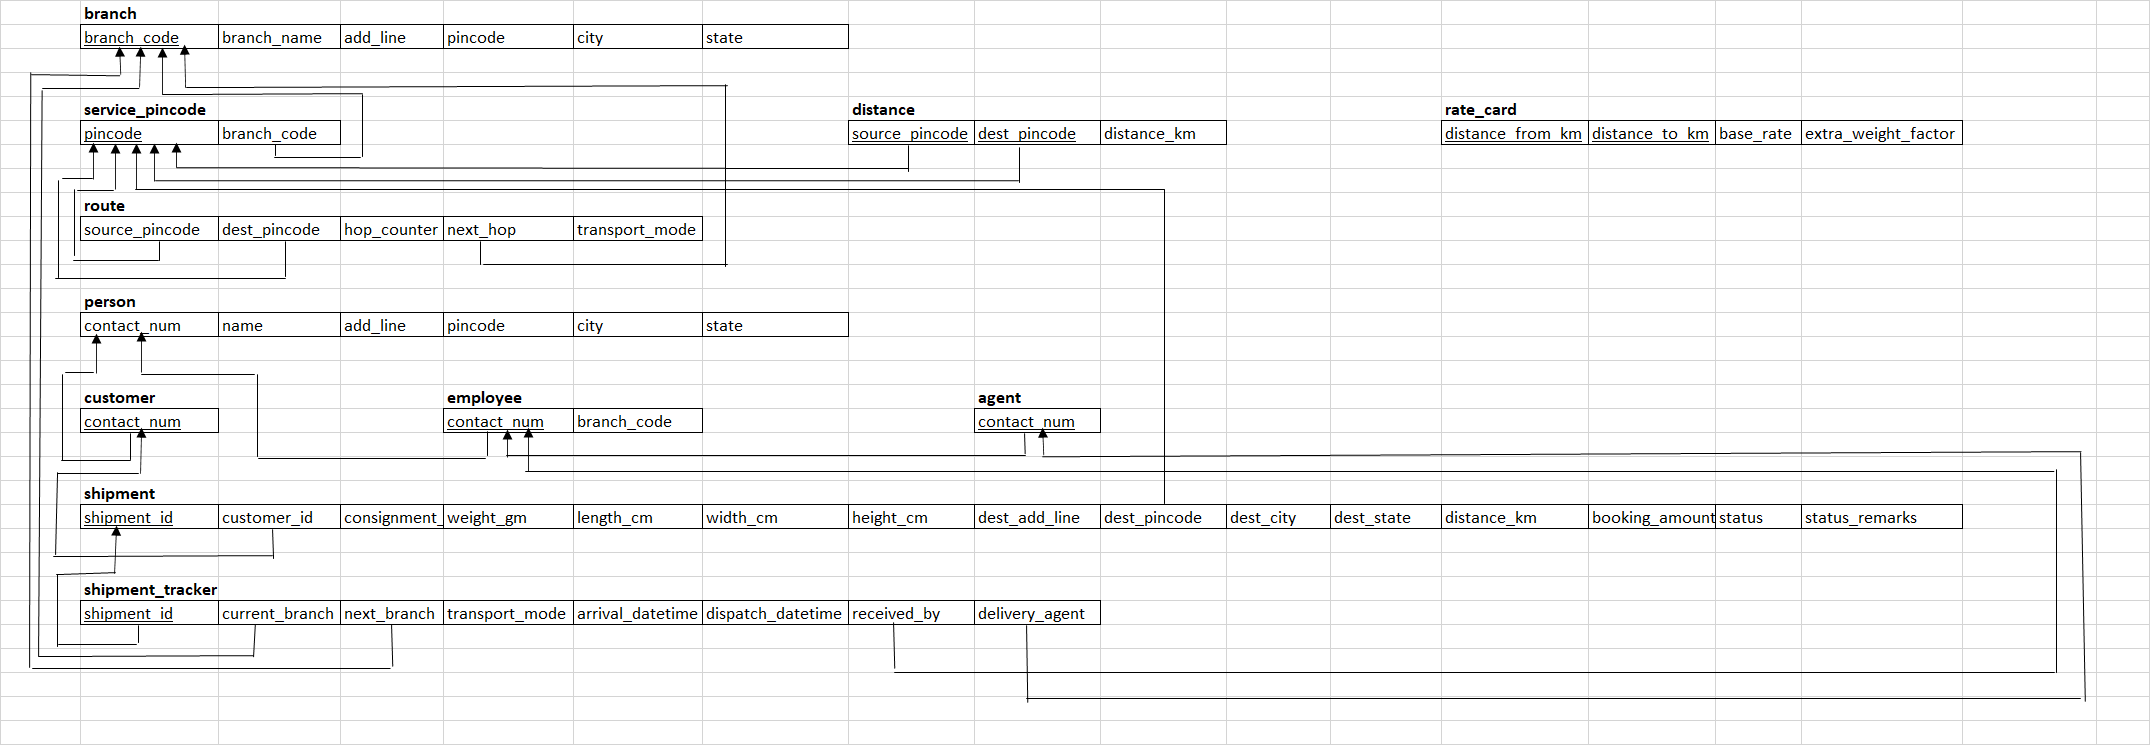 branch
branch_code branch_name add_line pincode city state
service_pincode distance rate_card
pincode branch_code source_pincode dest_pincode distance_km distance_from_km distance_to_km base_rate extra_weight_factor
route
source_pincode dest_pincode hop_counter next_hop transport_mode
person
contact_num name add_line pincode city state
customer employee agent
contact_num contact_num branch_code contact_num
shipment
shipment_id customer_id consignment_ weight_gm length_cm width_cm height_cm dest_add_line dest_pincode dest_city dest_state distance_km booking_amount status status_remarks
shipment_tracker
shipment_id current_branch next_branch transport_mode arrival_datetime dispatch_datetime received_by delivery_agent